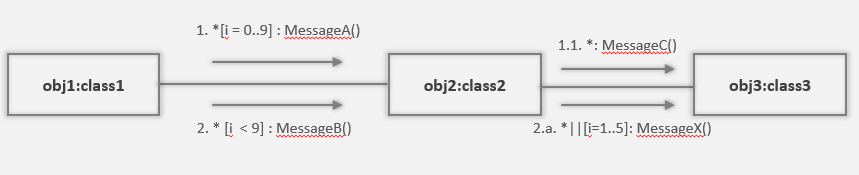 1. *[i = 0..9] : MessageA()
1.1. *: MessageC()
obj1:class1
obj2:class2
obj3:class3
2. * [i < 9] : MessageB()
2.a. *||[i=1..5]: MessageX()